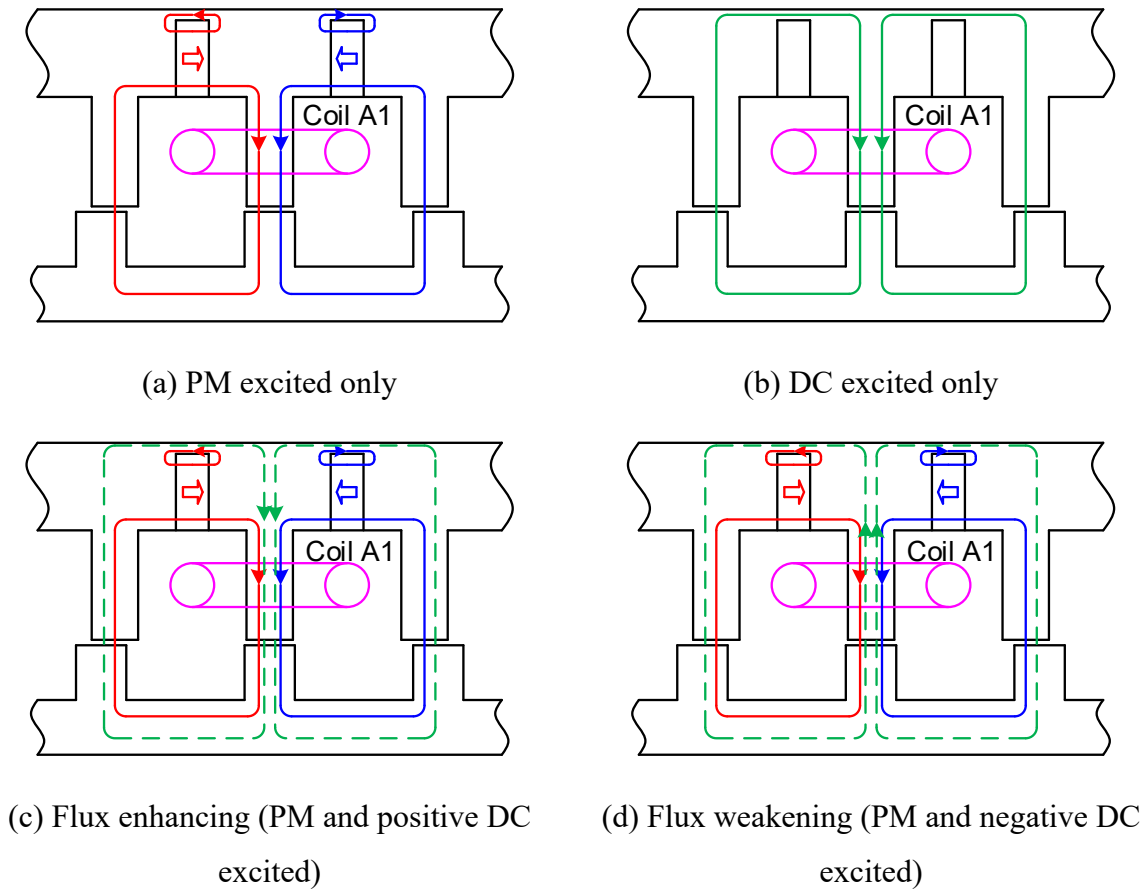 Coil A1
Coil A1
(a) PM excited only
(b) DC excited only
Coil A1
Coil A1
(c) Flux enhancing (PM and positive DC
excited)
(d) Flux weakening (PM and negative DC
excited)